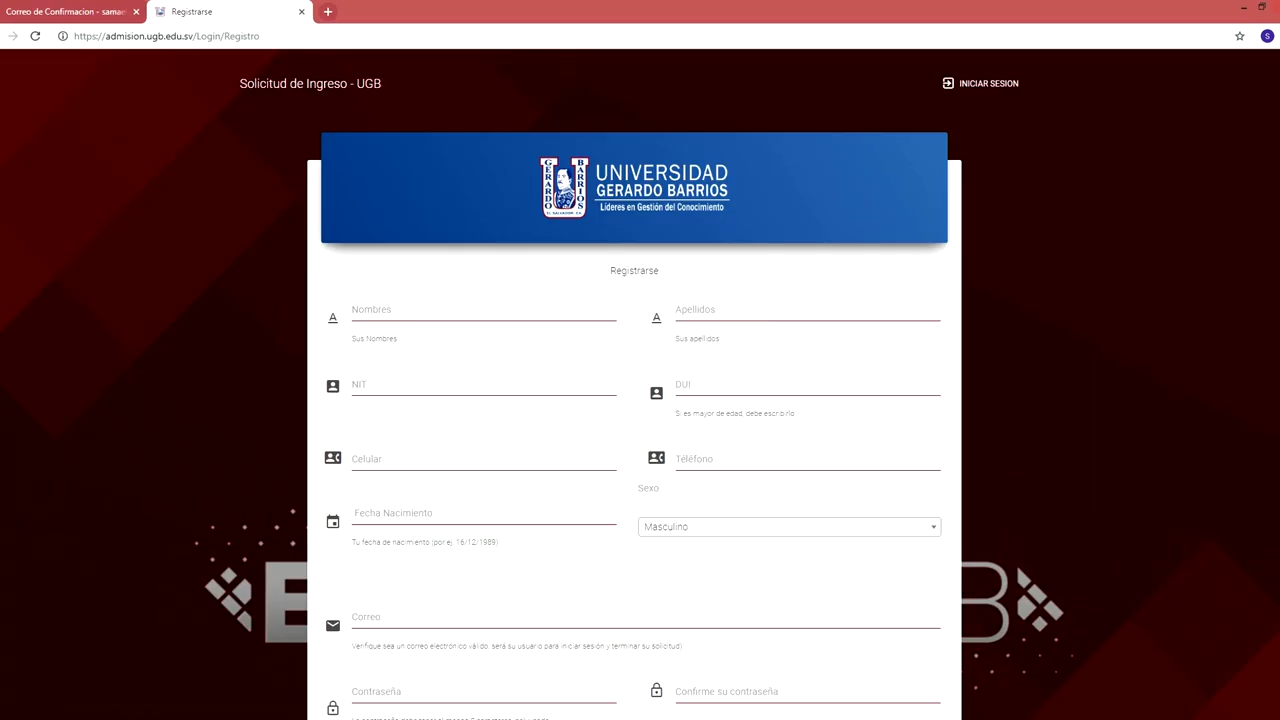 Correo de Confirmacion - samae
Registrarse
https://admision.ugb.edu.sv/Login/Registro
S
Solicitud de Ingreso - UGB
INICIAR SESION
GERARDO BARRIOS
EL SALVADOR, C.A.
UNIVERSIDAD
GERARDO BARRIOS
Líderes en Gestión del Conocimiento
Registrarse
Nombres
Apellidos
Sus Nombres
Sus apellidos
NIT
DUI
Si es mayor de edad, debe escribirlo
Celular
Téléfono
Sexo
Fecha Nacimiento
Masculino
Tu fecha de nacimiento (por ej. 16/12/1989)
Correo
Verifique sea un correo electrónico válido, será su usuario para iniciar sesión y terminar su solicitud)
Contraseña
Confirme su contraseña